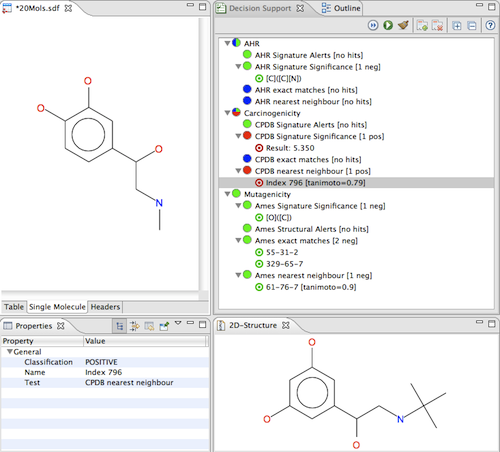 *20Mols.sdf
O
O
O
N
Table Single Molecule Headers
Decision Support Outline
AHR
AHR Signature Alerts [no hits]
AHR Signature Significance [1 neg]
[C]([C][N])
AHR exact matches [no hits]
AHR nearest neighbour [no hits]
Carcinogenicity
CPDB Signature Alerts [no hits]
CPDB Signature Significance [1 pos]
Result: 5.350
CPDB exact matches [no hits]
CPDB nearest neighbour [1 pos]
Index 796 [tanimoto=0.79]
Mutagenicity
Ames Signature Significance [1 neg]
[O]([C])
Ames Structural Alerts [no hits]
Ames exact matches [2 neg]
55-31-2
329-65-7
Ames nearest neighbour [1 neg]
61-76-7 [tanimoto=0.9]
Properties
Property Value
General
Classification POSITIVE
Name Index 796
Test CPDB nearest neighbour
2D-Structure
O
O
N
O